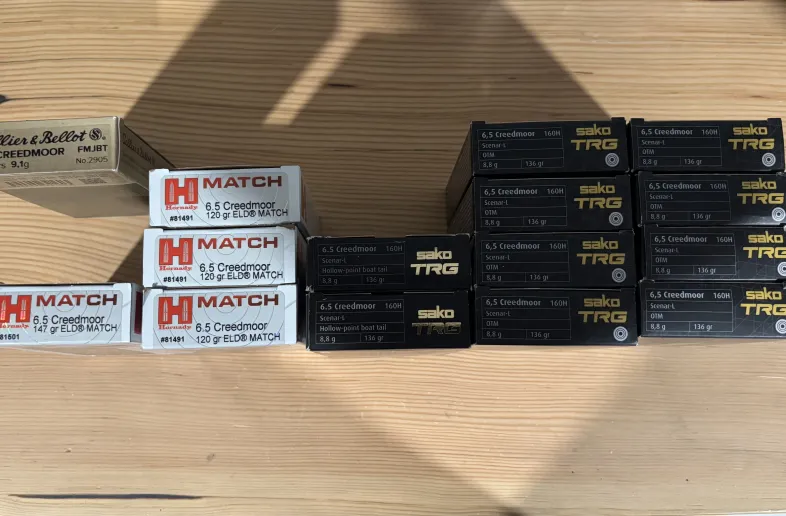 llier & Bellot
CREEDMOOR FMJBT
9,1g No.2905
MATCH
Hornady
6.5 Creedmoor
#81491
120 gr ELD® MATCH
MATCH
Hornady
6.5 Creedmoor
#81491
120 gr ELD® MATCH
MATCH
Hornady
6.5 Creedmoor
#81491
120 gr ELD® MATCH
MATCH
Hornady
6.5 Creedmoor
#81501
147 gr ELD® MATCH
6.5 Creedmoor 160H
Scenar-L
Hollow-point boat tail
8,8 g 136 gr
sako
TRG
6.5 Creedmoor 160H
Scenar-L
Hollow-point boat tail
8,8 g 136 gr
sako
TRG
6,5 Creedmoor 160H
Scenar-L
OTM
8,8 g 136 gr
sako
TRG
6,5 Creedmoor 160H
Scenar-L
OTM
8,8 g 136 gr
sako
TRG
6,5 Creedmoor 160H
Scenar-L
OTM
8,8 g 136 gr
sako
TRG
6,5 Creedmoor 160H
Scenar-L
OTM
8,8 g 136 gr
sako
TRG
6,5 Creedmoor 160H
Scenar-L
OTM
8,8 g 136 gr
sako
TRG
6,5 Creedmoor 160H
Scenar-L
OTM
8,8 g 136 gr
sako
TRG
6,5 Creedmoor 160H
Scenar-L
OTM
8,8 g 136 gr
sako
TRG
6,5 Creedmoor 160H
Scenar-L
OTM
8,8 g 136 gr
sako
TRG